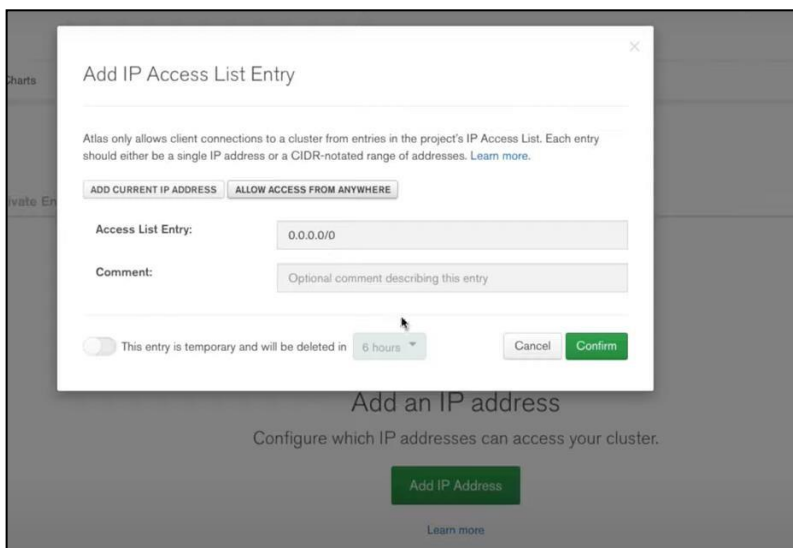 Add IP Access List Entry
Charts
Atlas only allows client connections to a cluster from entries in the project's IP Access List. Each entry
should either be a single IP address or a CIDR-notated range of addresses. Learn more.
ADD CURRENT IP ADDRESS ALLOW ACCESS FROM ANYWHERE
Access List Entry: 0.0.0.0/0
Comment: Optional comment describing this entry
This entry is temporary and will be deleted in 6 hours Cancel Confirm
Add an IP address
Configure which IP addresses can access your cluster.
Add IP Address
Learn more